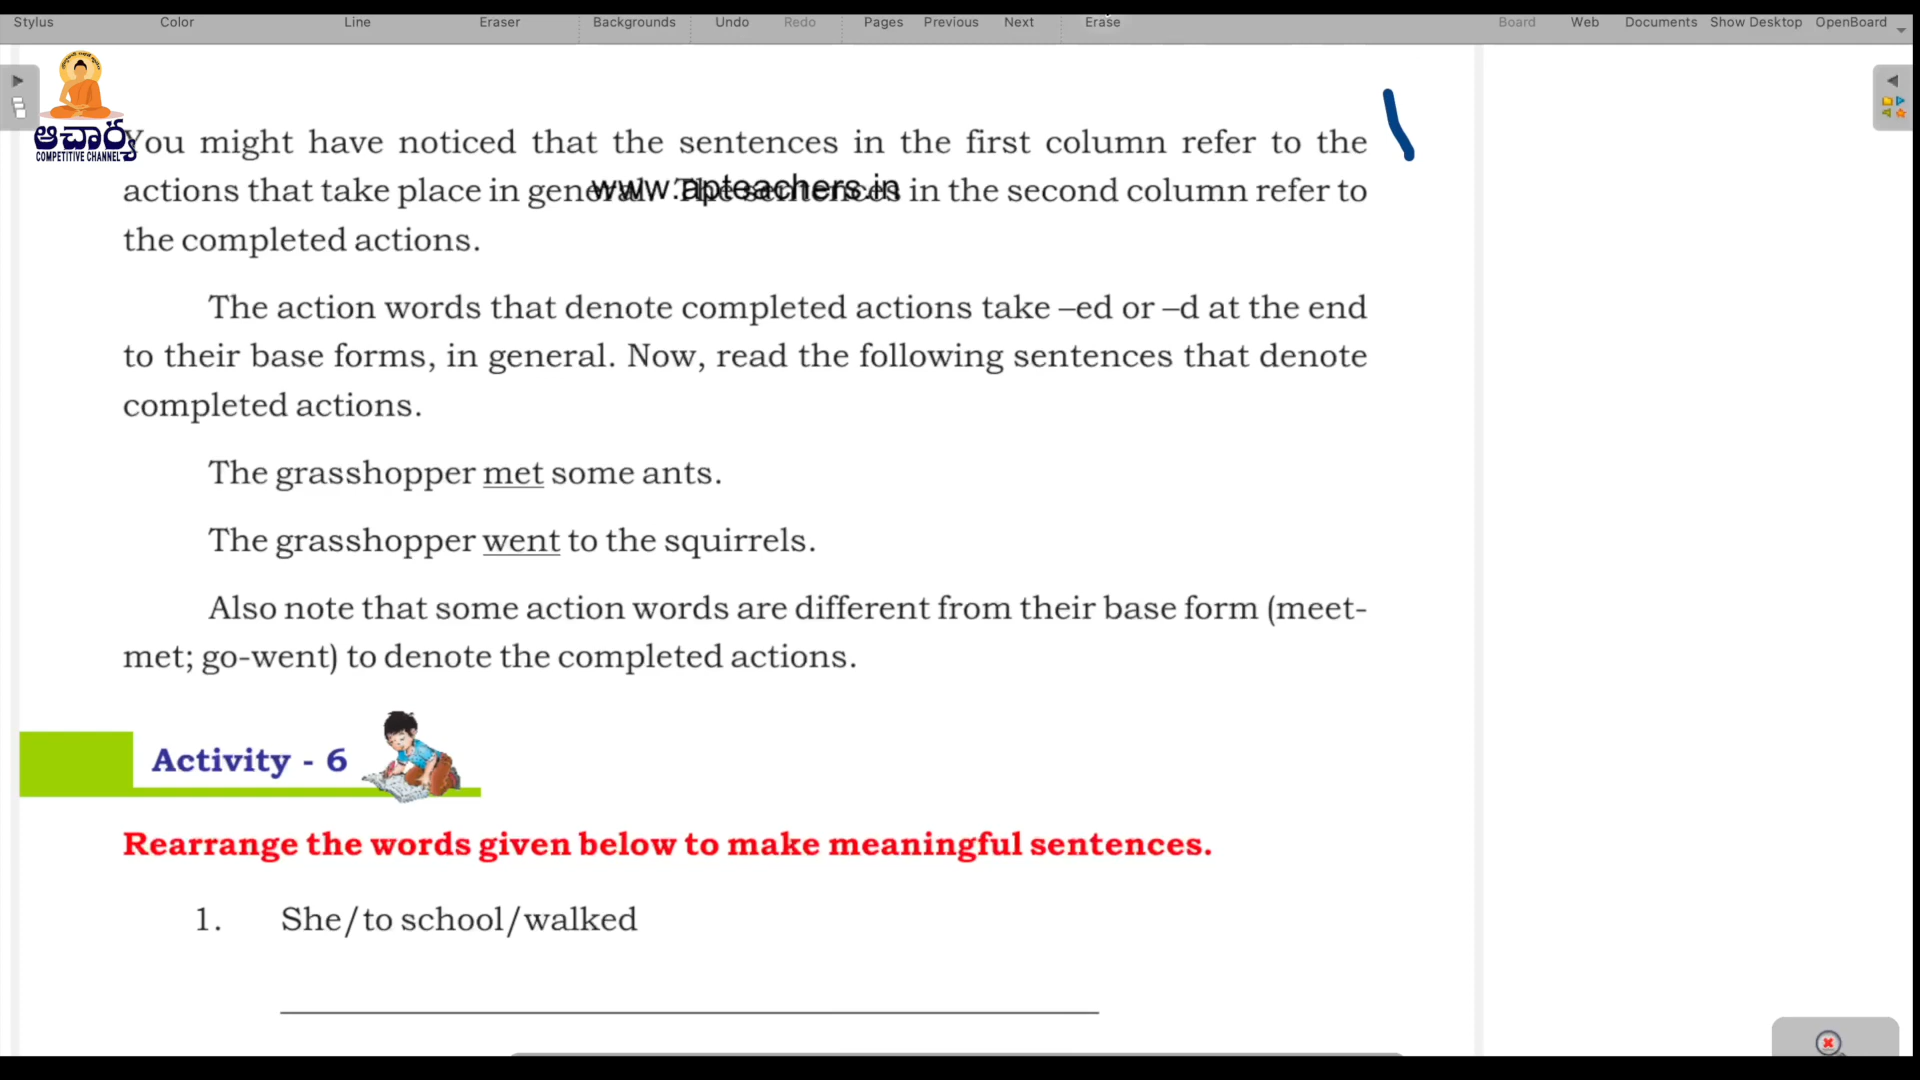 Stylus Color Line Eraser Backgrounds Undo Redo Pages Previous Next Erase Board Web Documents Show Desktop OpenBoard
ఆచార్య
COMPETITIVE CHANNEL
You might have noticed that the sentences in the first column refer to the
actions that take place in general. The sentences in the second column refer to
www.apteachers.in
the completed actions.
The action words that denote completed actions take –ed or –d at the end
to their base forms, in general. Now, read the following sentences that denote
completed actions.
The grasshopper met some ants.
The grasshopper went to the squirrels.
Also note that some action words are different from their base form (meet-
met; go-went) to denote the completed actions.
Activity - 6
Rearrange the words given below to make meaningful sentences.
1. She/to school/walked